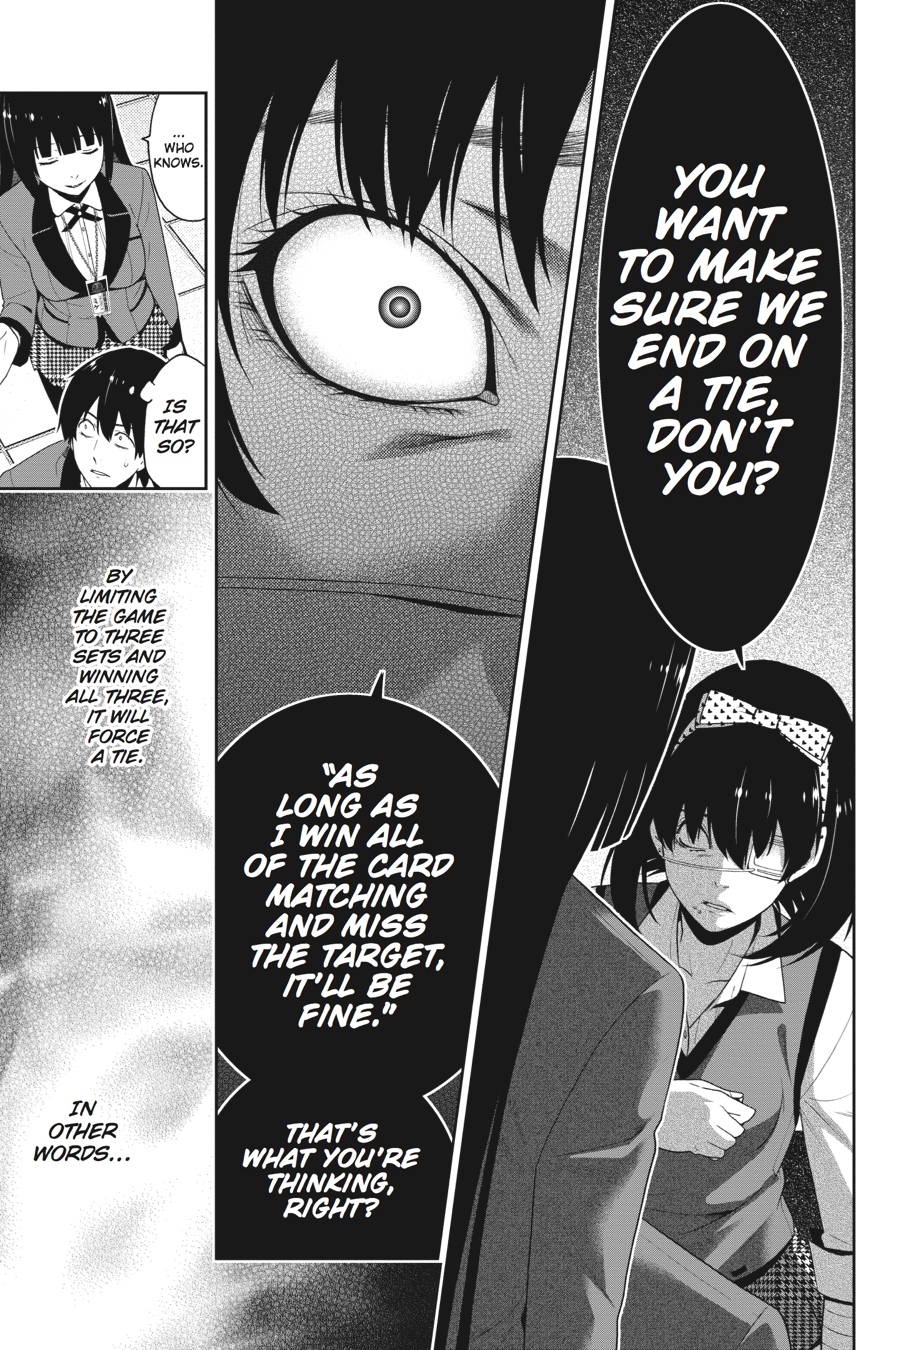 YOU
WANT
TO MAKE
SURE WE
END ON
A TIE,
DON'T
YOU?
"AS
LONG AS
I WIN ALL
OF THE CARD
MATCHING
AND MISS
THE TARGET,
IT'LL BE
FINE."
THAT'S
WHAT YOU'RE
THINKING,
RIGHT?
...
WHO
KNOWS.
IS
THAT
SO?
BY
LIMITING
THE GAME
TO THREE
SETS AND
WINNING
ALL THREE,
IT WILL
FORCE
A TIE.
IN
OTHER
WORDS...